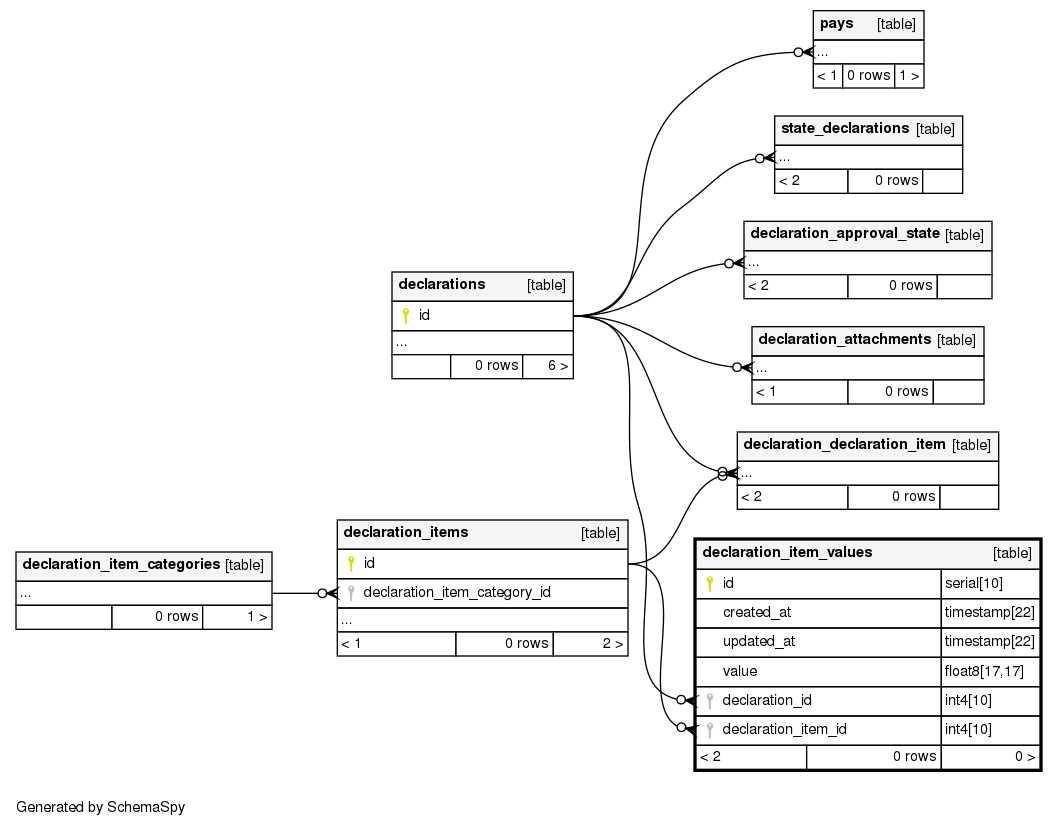 pays [table]
...
< 1 0 rows 1 >
state_declarations [table]
...
< 2 0 rows
declaration_approval_state [table]
...
< 2 0 rows
declarations [table]
id
...
0 rows 6 >
declaration_attachments [table]
...
< 1 0 rows
declaration_declaration_item [table]
...
< 2 0 rows
declaration_items [table]
id
declaration_item_category_id
...
< 1 0 rows 2 >
declaration_item_categories [table]
...
0 rows 1 >
declaration_item_values [table]
id serial[10]
created_at timestamp[22]
updated_at timestamp[22]
value float8[17,17]
declaration_id int4[10]
declaration_item_id int4[10]
< 2 0 rows 0 >
Generated by SchemaSpy